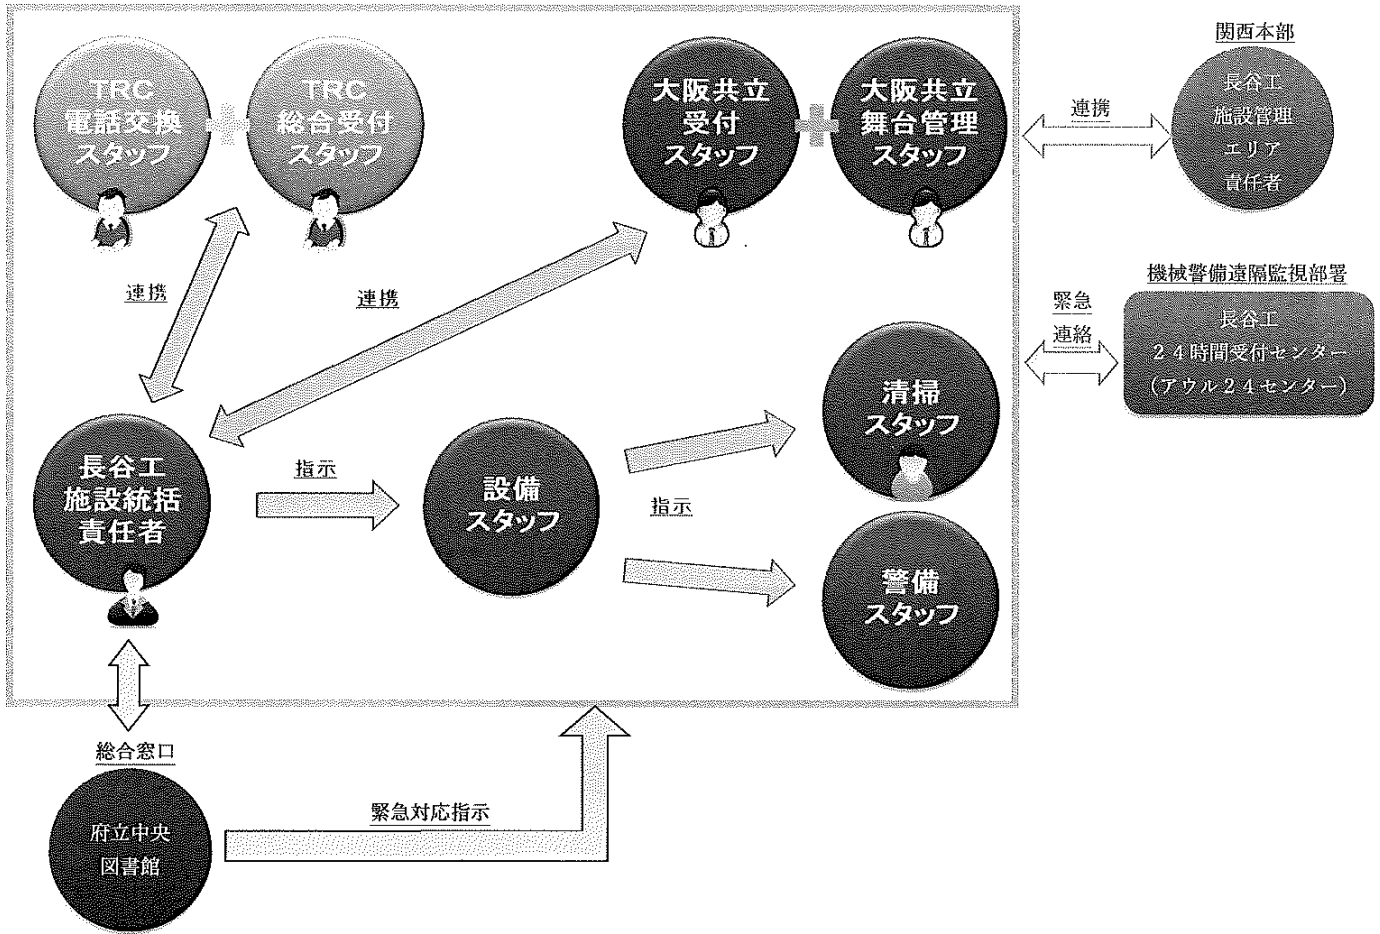 関西本部
TRC
電話交換
スタッフ
TRC
総合受付
スタッフ
大阪共立
受付
スタッフ
大阪共立
舞台管理
スタッフ
連携
長谷工
施設管理
エリア
責任者
連携
連携
機械警備遠隔監視部署
緊急
連絡
長谷工
24時間受付センター
(アウル24センター)
清掃
スタッフ
長谷工
施設統括
責任者
指示
設備
スタッフ
指示
警備
スタッフ
総合窓口
府立中央
図書館
緊急対応指示